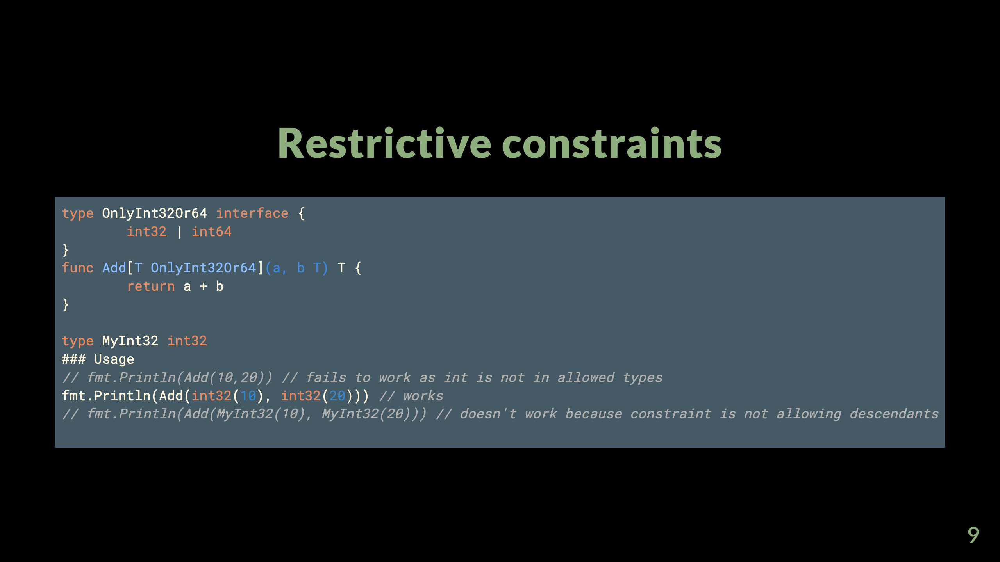 Restrictive constraints
type OnlyInt32Or64 interface {
        int32 | int64
}
func Add[T OnlyInt32Or64](a, b T) T {
        return a + b
}
type MyInt32 int32
### Usage
// fmt.Println(Add(10,20)) // fails to work as int is not in allowed types
fmt.Println(Add(int32(10), int32(20))) // works
// fmt.Println(Add(MyInt32(10), MyInt32(20))) // doesn't work because constraint is not allowing descendants
9